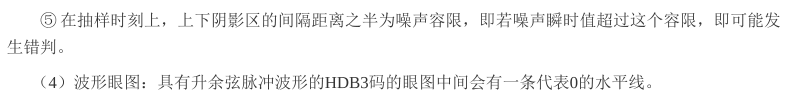 ⑤ 在抽样时刻上，上下阴影区的间隔距离之半为噪声容限，即若噪声瞬时值超过这个容限，即可能发
生错判。
（4）波形眼图：具有升余弦脉冲波形的HDB3码的眼图中间会有一条代表0的水平线。